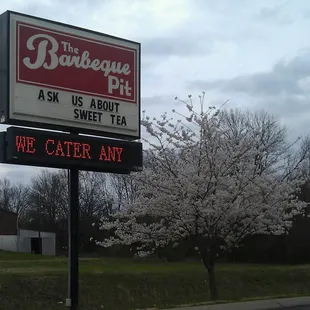 The
Barbeque
Pit
ASK US ABOUT
SWEET TEA
WE CATER ANY